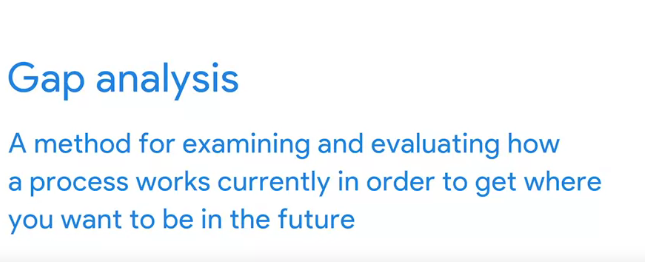 Gap analysis
A method for examining and evaluating how
a process works currently in order to get where
you want to be in the future